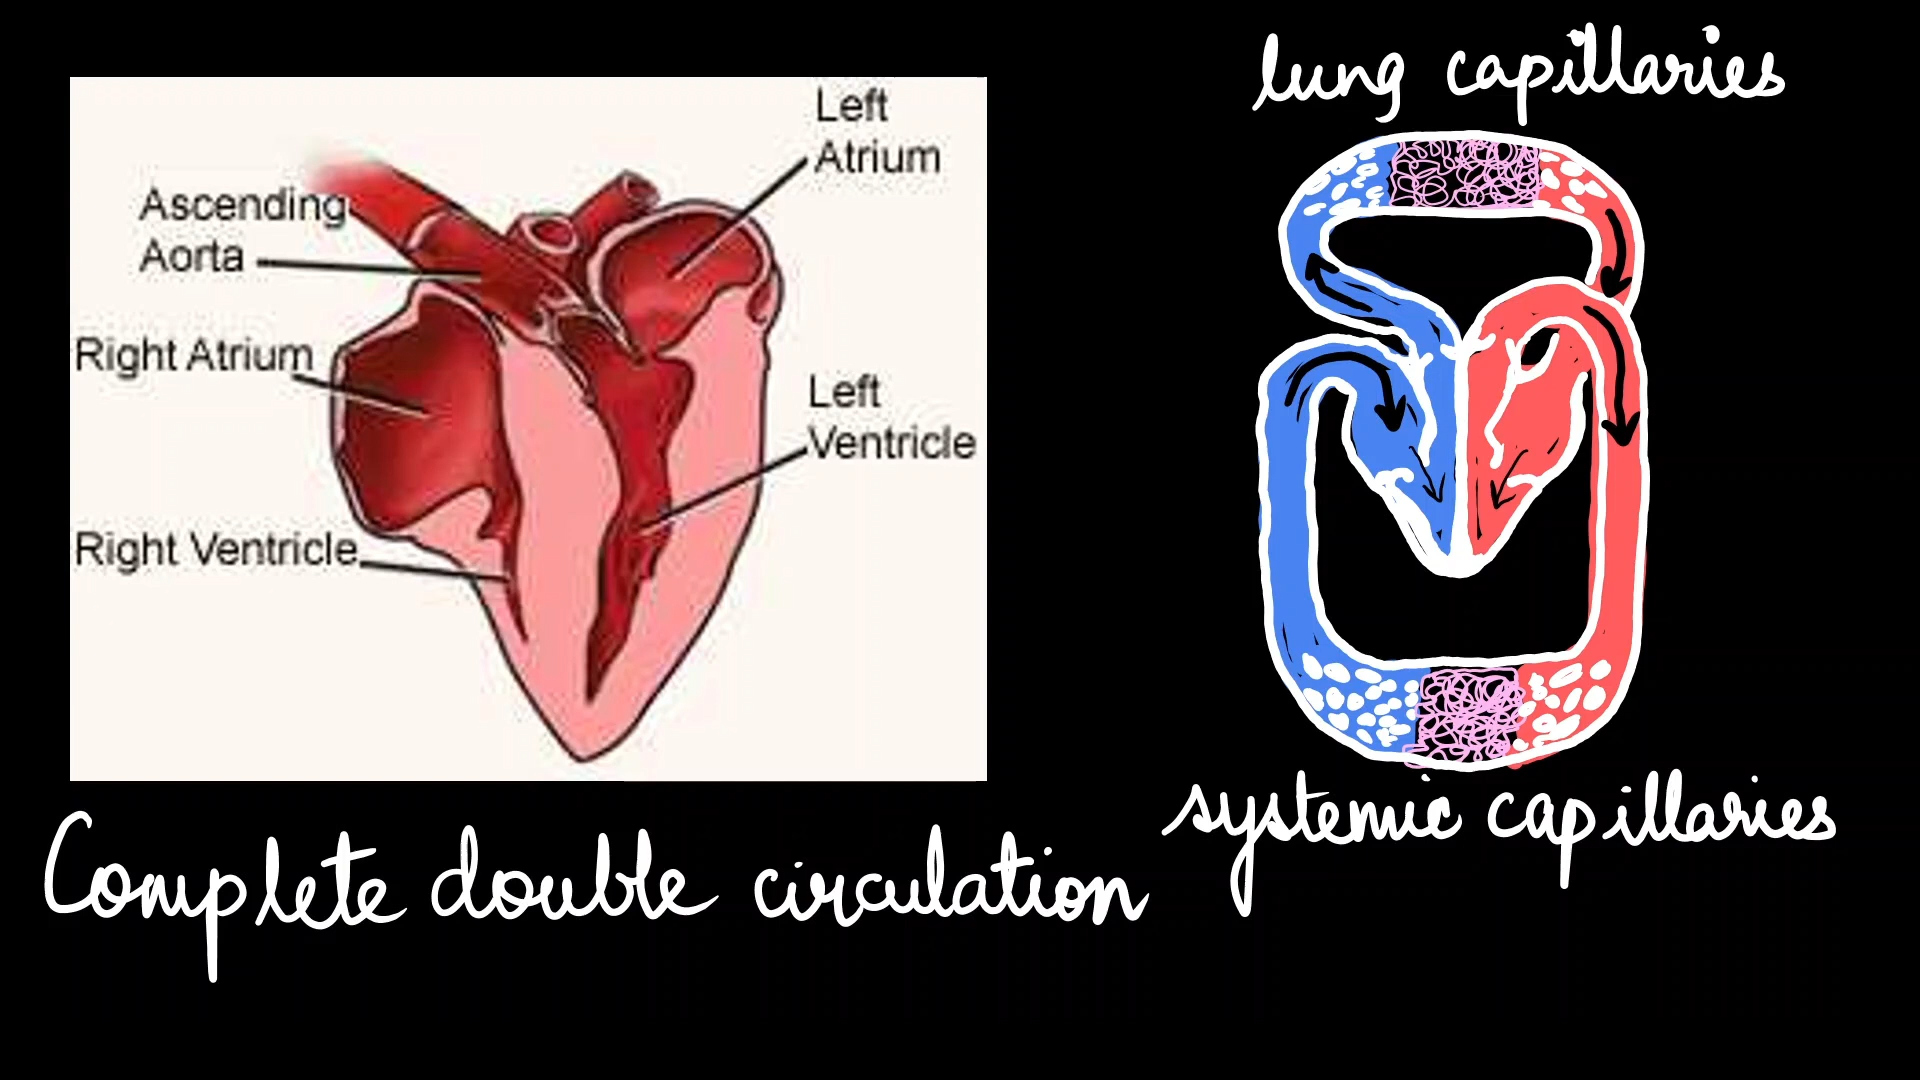 Left
Atrium
Ascending
Aorta
Right Atrium
Left
Ventricle
Right Ventricle
lung capillaries
systemic capillaries
Complete double circulation